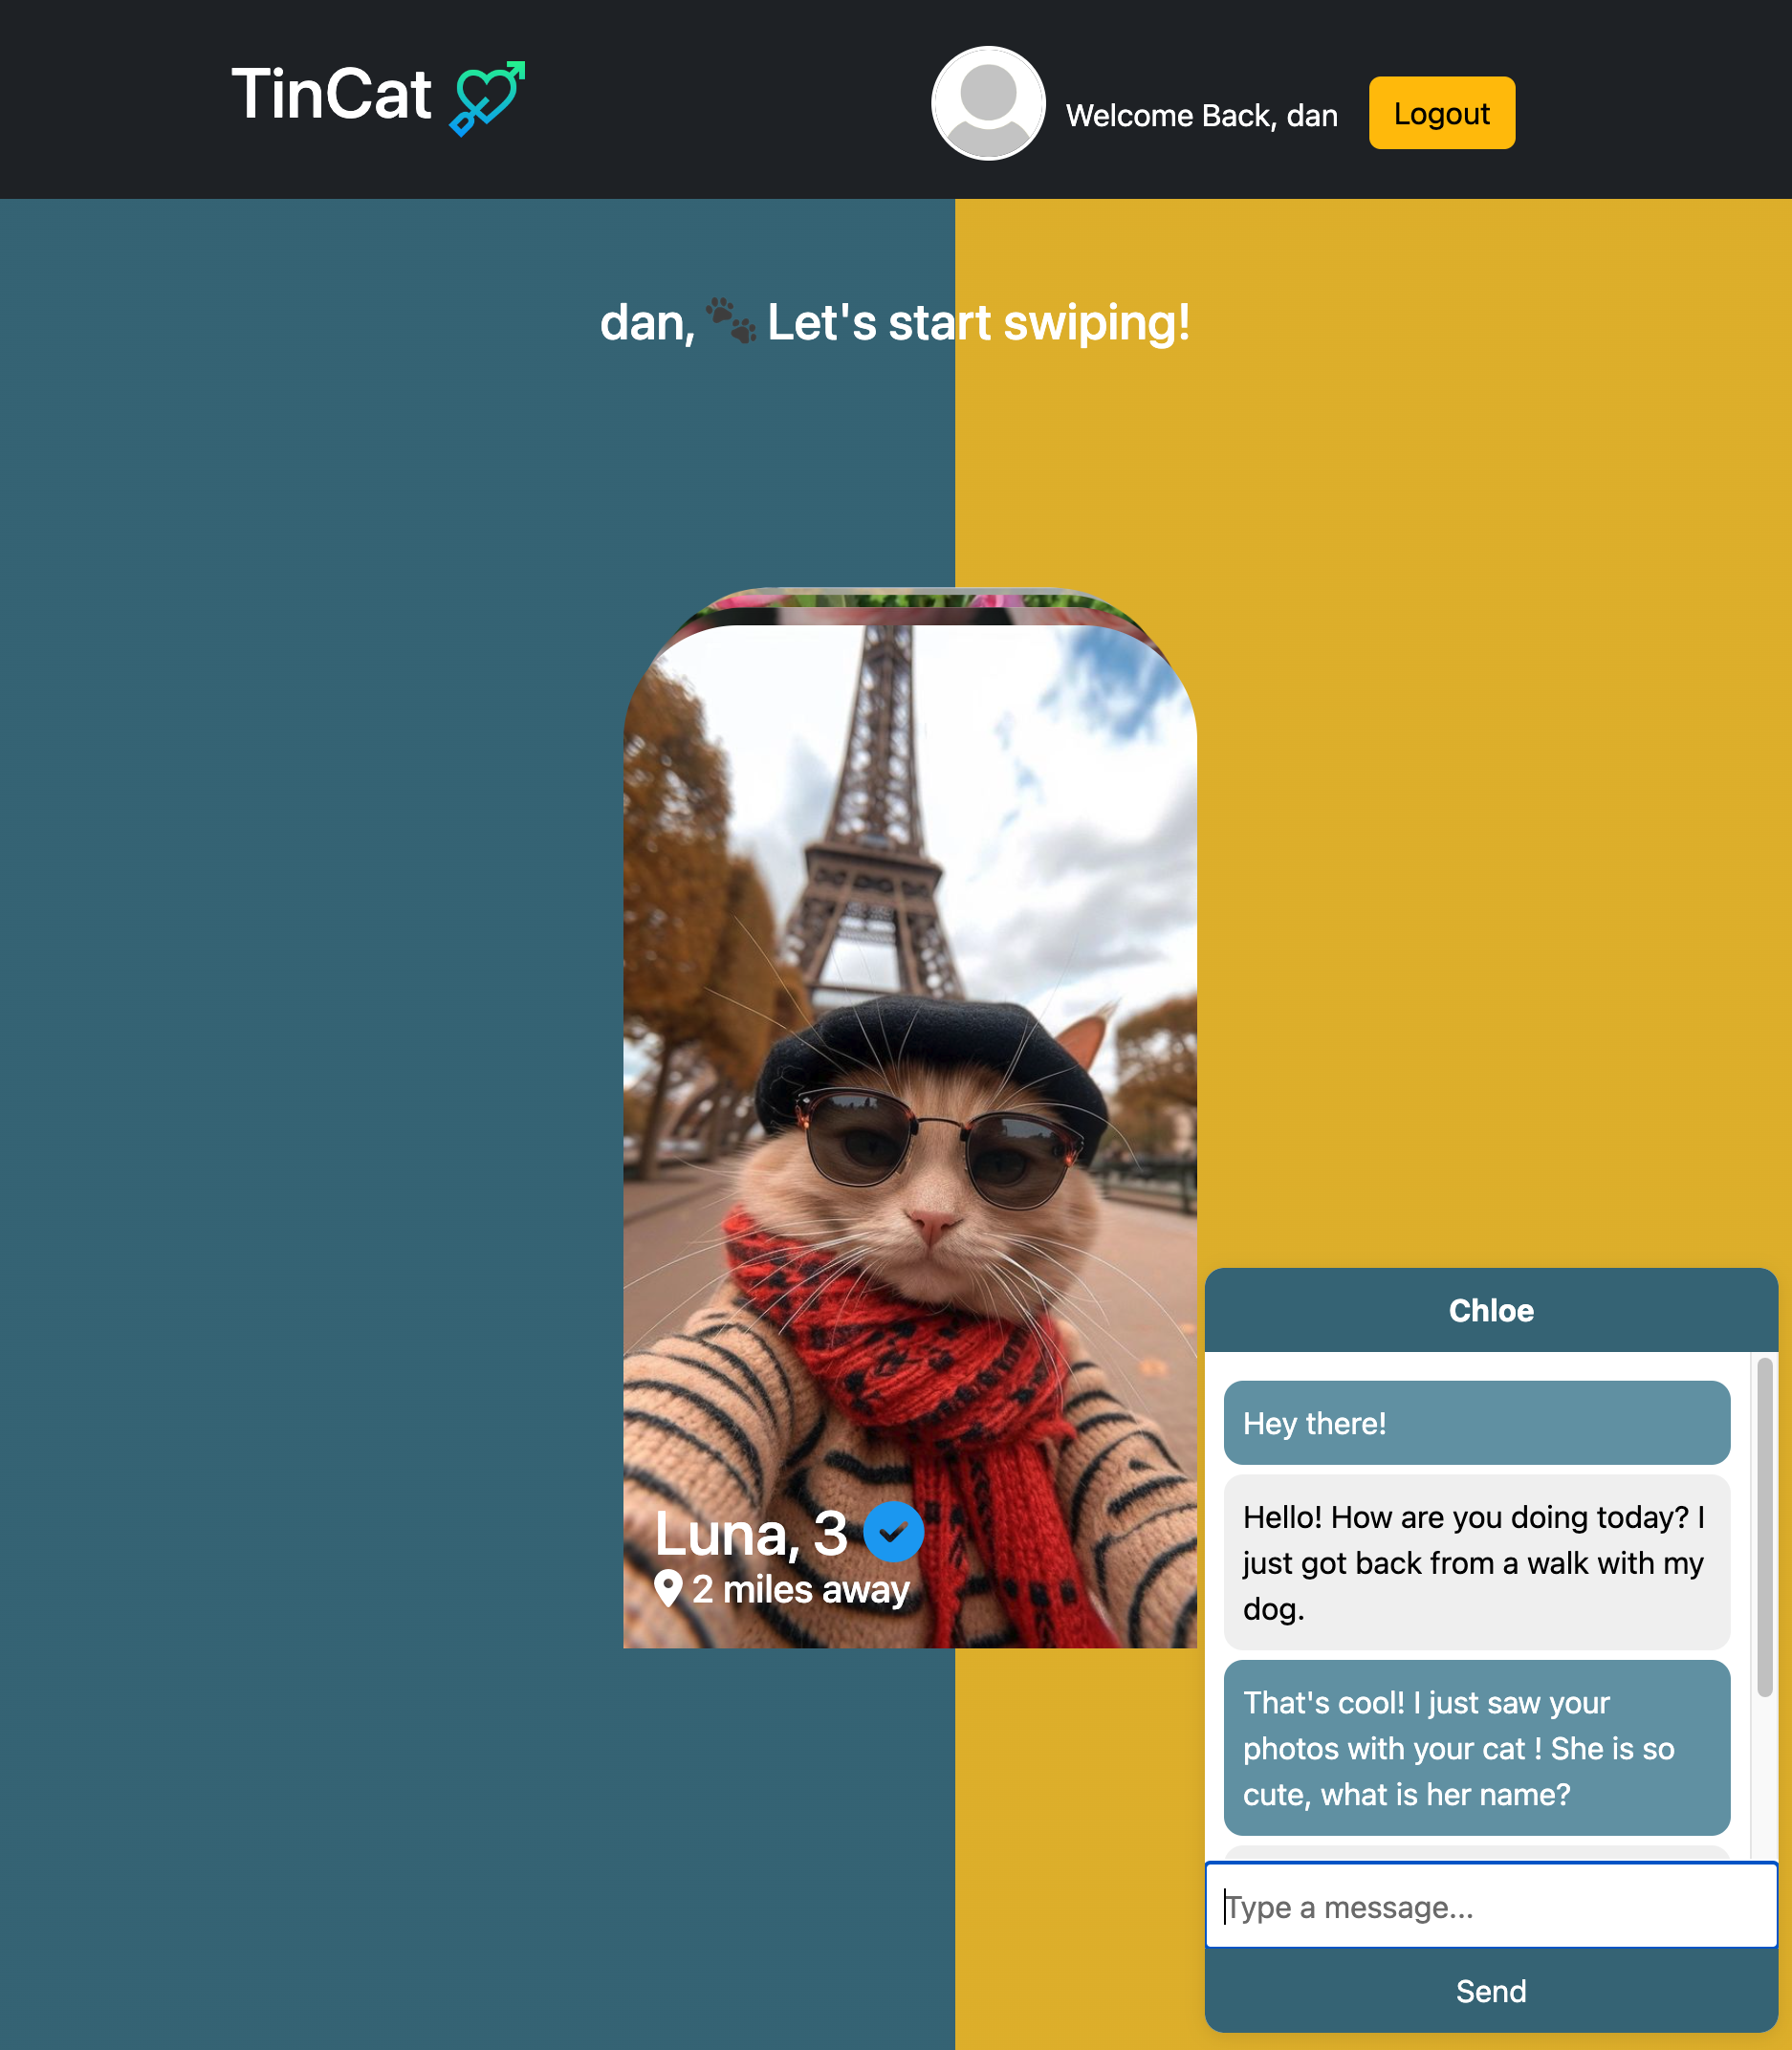 TinCat
Welcome Back, dan
Logout
dan, 🐾 Let's start swiping!
Luna, 3
2 miles away
Chloe
Hey there!
Hello! How are you doing today? I
just got back from a walk with my
dog.
That's cool! I just saw your
photos with your cat ! She is so
cute, what is her name?
Type a message...
Send